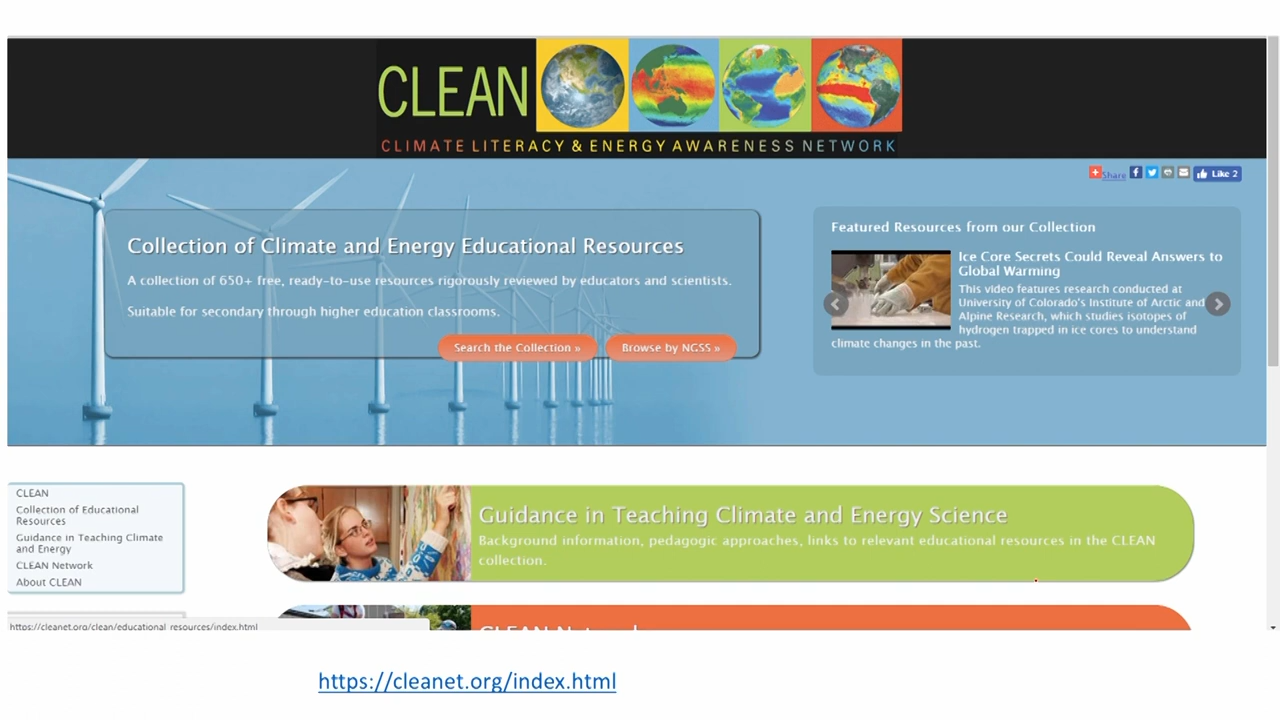 CLEAN
CLIMATE LITERACY & ENERGY AWARENESS NETWORK
Share
Like 2
Collection of Climate and Energy Educational Resources
A collection of 650+ free, ready-to-use resources rigorously reviewed by educators and scientists.
Suitable for secondary through higher education classrooms.
Search the Collection »
Browse by NGSS »
Featured Resources from our Collection
Ice Core Secrets Could Reveal Answers to
Global Warming
This video features research conducted at
University of Colorado's Institute of Arctic and
Alpine Research, which studies isotopes of
hydrogen trapped in ice cores to understand
climate changes in the past.
CLEAN
Collection of Educational
Resources
Guidance in Teaching Climate
and Energy
CLEAN Network
About CLEAN
Guidance in Teaching Climate and Energy Science
Background information, pedagogic approaches, links to relevant educational resources in the CLEAN
collection.
CLEAN Network
https://cleanet.org/clean/educational_resources/index.html
https://cleanet.org/index.html